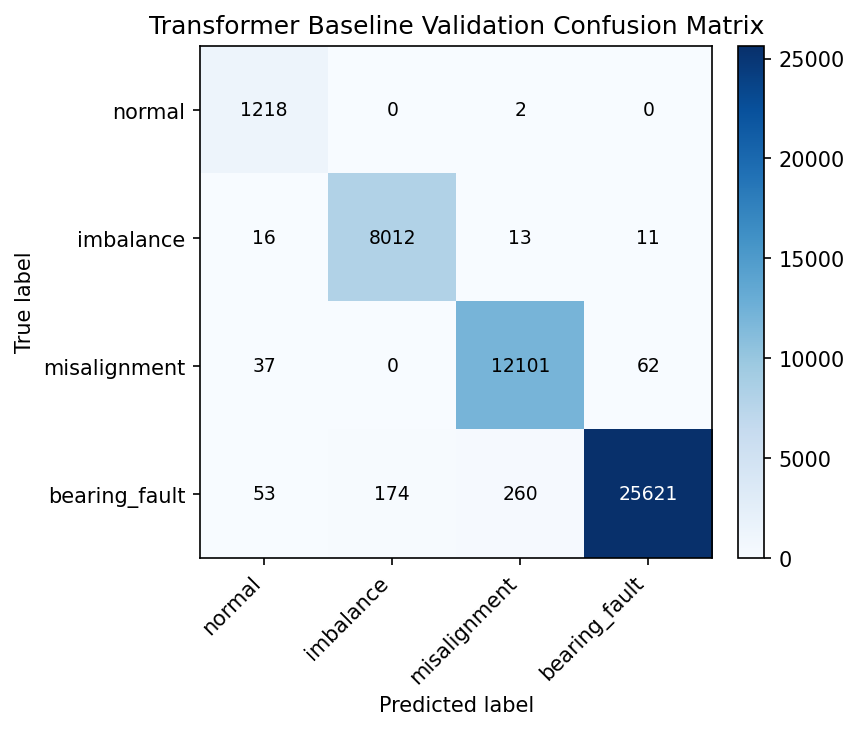 Transformer Baseline Validation Confusion Matrix
True label
normal 1218 0 2 0
imbalance 16 8012 13 11
misalignment 37 0 12101 62
bearing_fault 53 174 260 25621
normal imbalance misalignment bearing_fault
Predicted label
25000
20000
15000
10000
5000
0